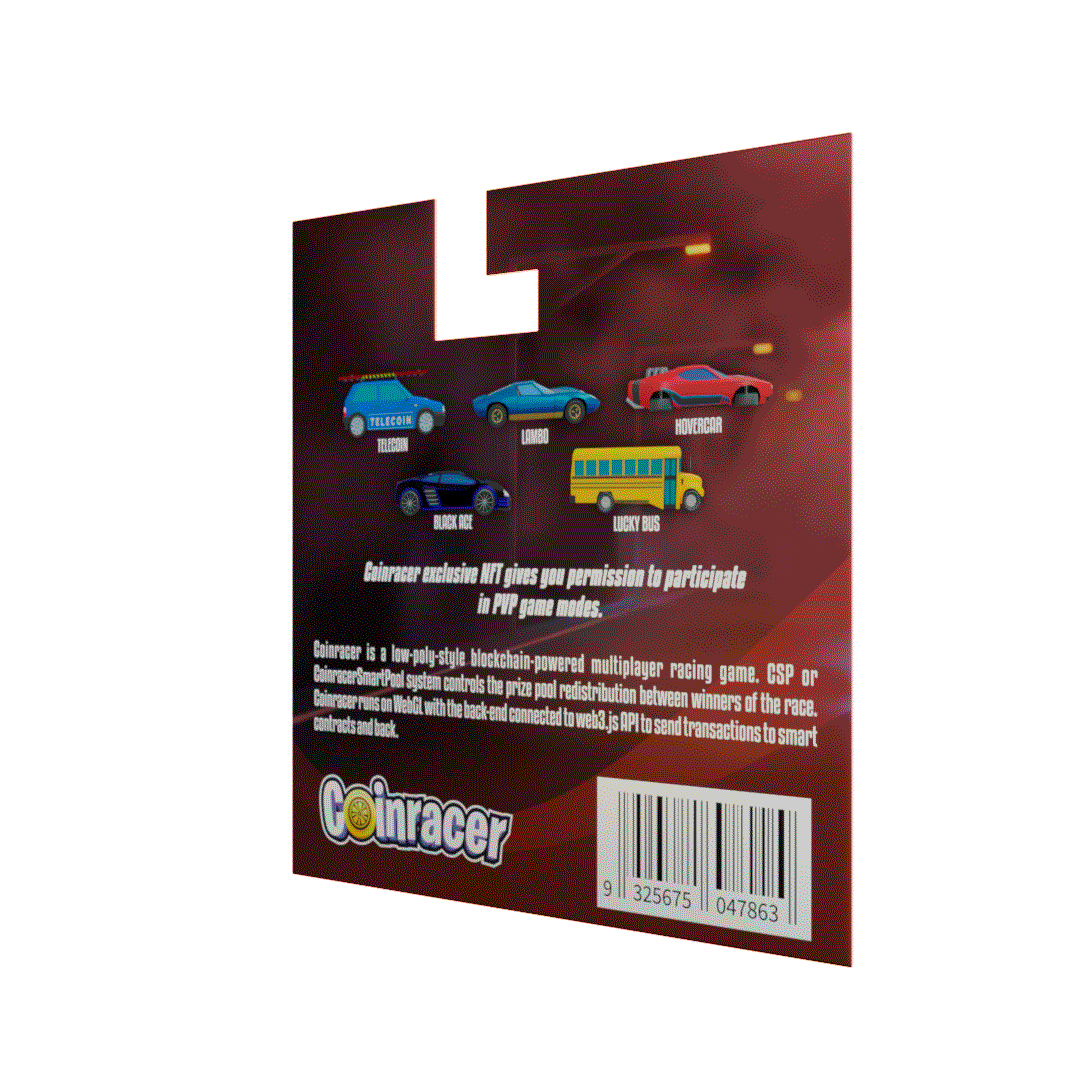 TELECOIN
TELECOIN
LAMBO
HOVERCAR
BLACK ACE
LUCKY BUS
Coinracer exclusive NFT gives you permission to participate
in PVP game modes.
Coinracer is a low-poly-style blockchain-powered multiplayer racing game. CSP or
CoinracerSmartPool system controls the prize pool redistribution between winners of the race.
Coinracer runs on WebGL with the back-end connected to web3.js API to send transactions to smart
contracts and back.
Coinracer
9 325675 047863